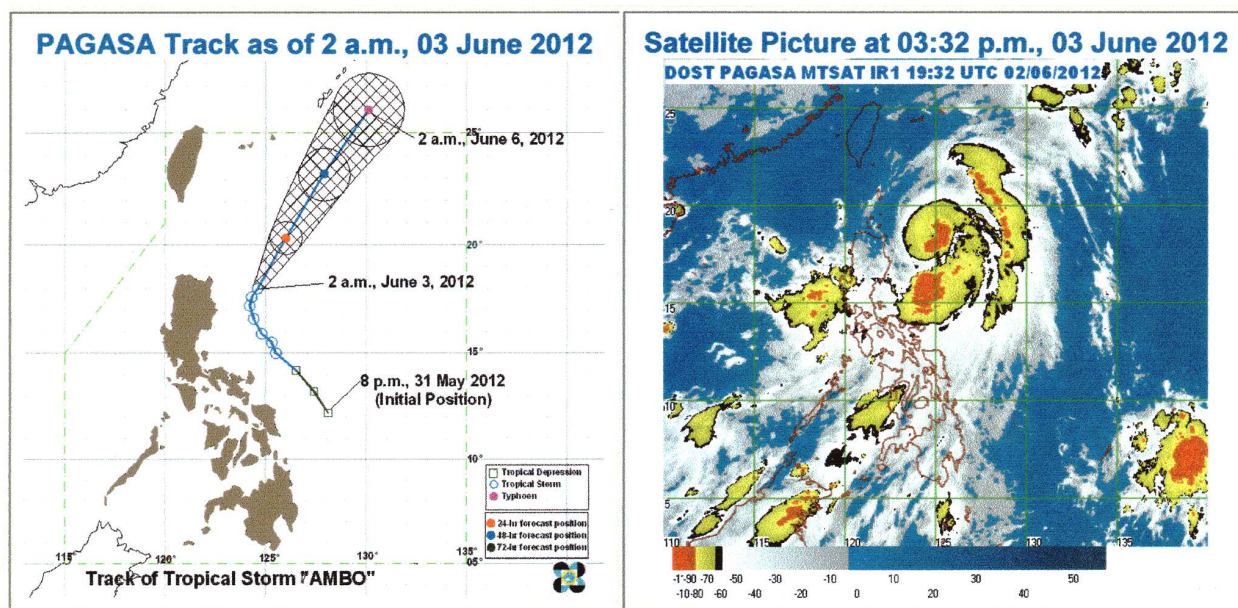 PAGASA Track as of 2 a.m., 03 June 2012
2 a.m., June 6, 2012
25°
20°
2 a.m., June 3, 2012
15°
8 p.m., 31 May 2012
(Initial Position)
10°
Tropical Depression
Tropical Storm
Typhoon
24-hr forecast position
48-hr forecast position
72-hr forecast position
115° 120° 125° 130° 135° 05°
Track of Tropical Storm "AMBO"
Satellite Picture at 03:32 p.m., 03 June 2012
DOST PAGASA MTSAT IR1 19:32 UTC 02/06/2012
25
20
15
10
5
110 115 120 125 130 135
-90 -70 -50 -30 -10 10 30 50
-80 -60 -40 -20 0 20 40